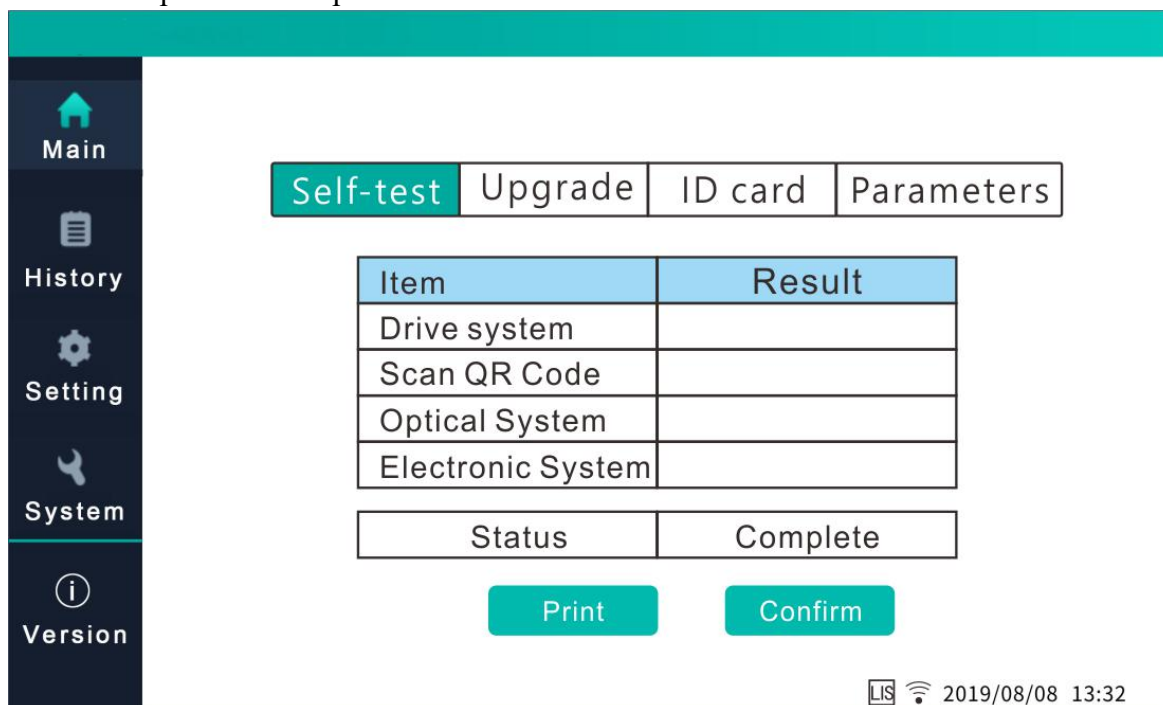 Main
History
Setting
System
Version
Self-test Upgrade ID card Parameters
Item Result
Drive system
Scan QR Code
Optical System
Electronic System
Status Complete
Print Confirm
LIS 2019/08/08 13:32